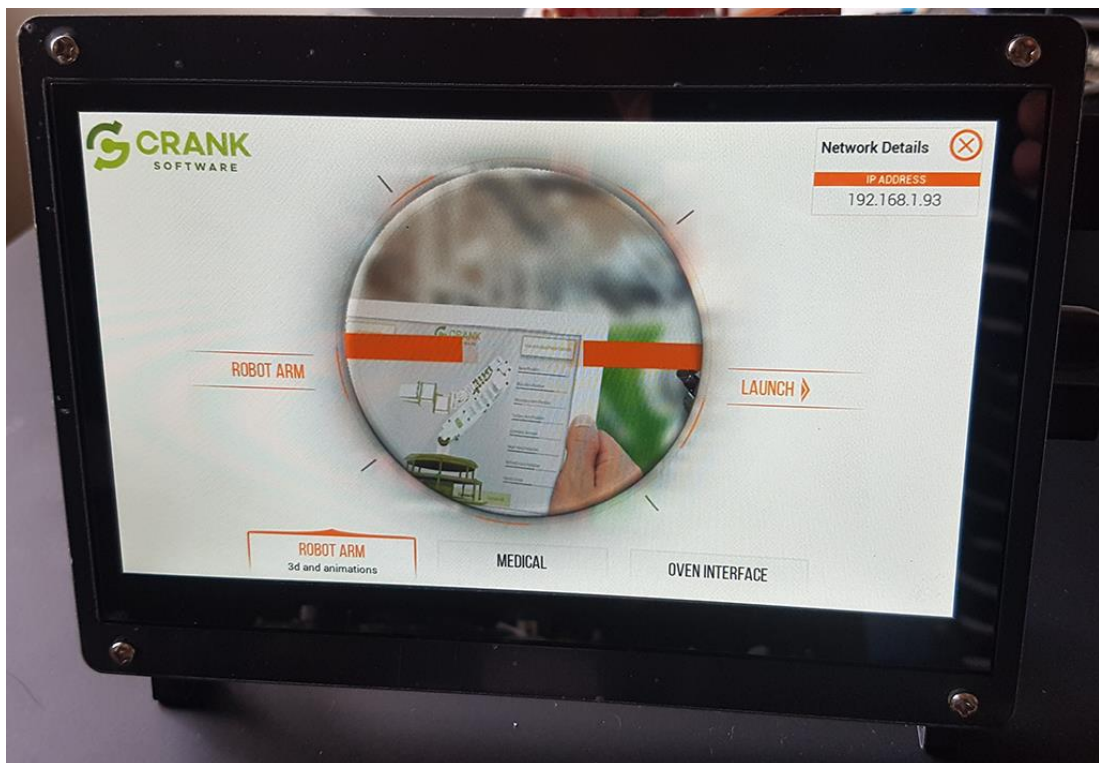 CRANK
SOFTWARE
Network Details
IP ADDRESS
192.168.1.93
CRANK
ROBOT ARM
LAUNCH
ROBOT ARM
3d and animations
MEDICAL
OVEN INTERFACE